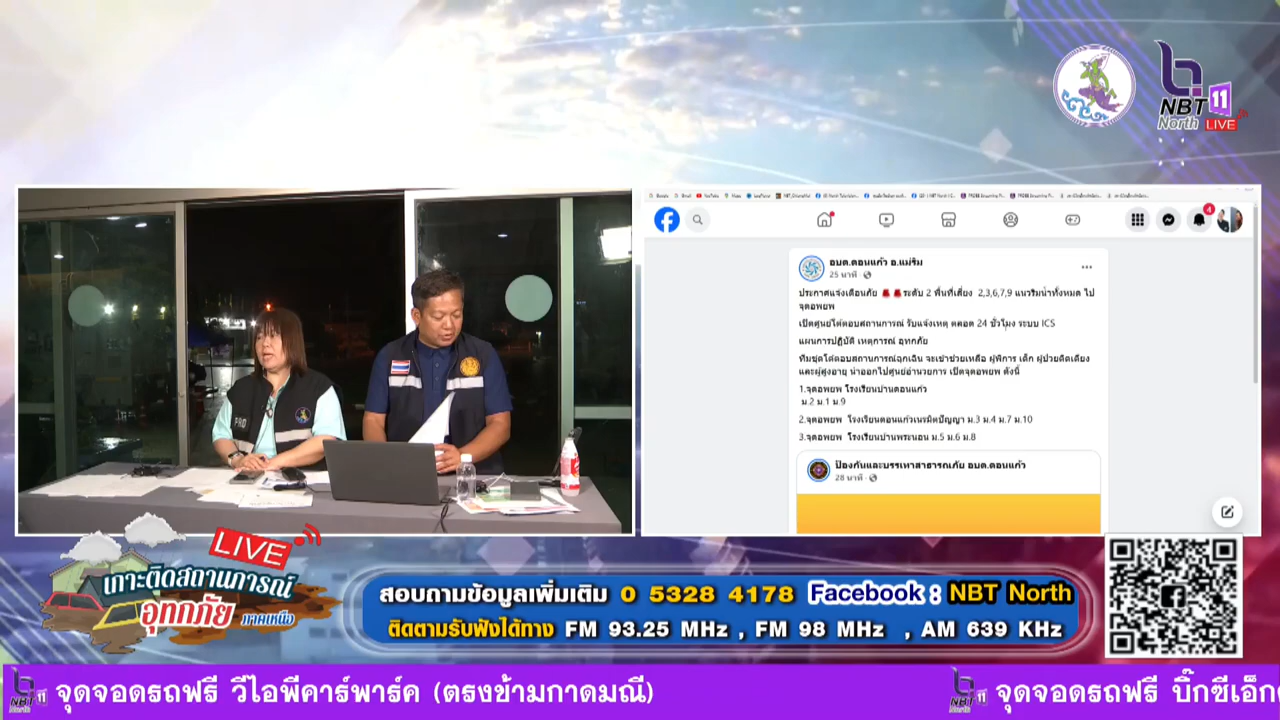 NBT 11
North LIVE
PRD
อบต.ดอนแก้ว อ.แม่ริม
25 นาที
4
ประกาศแจ้งเตือนภัย 🚨🚨ระดับ 2 พื้นที่เสี่ยง 2,3,6,7,9 แนวริมน้ำทั้งหมด ไป
จุดอพยพ
เปิดศูนย์โต้ตอบสถานการณ์ รับแจ้งเหตุ ตลอด 24 ชั่วโมง ระบบ ICS
แผนการปฏิบัติ เหตุการณ์ อุทกภัย
ทีมชุดโต้ตอบสถานการณ์ฉุกเฉิน จะเข้าช่วยเหลือ ผู้พิการ เด็ก ผู้ป่วยติดเตียง
และผู้สูงอายุ นำออกไปศูนย์อำนวยการ เปิดจุดอพยพ ดังนี้
1.จุดอพยพ โรงเรียนบ้านดอนแก้ว
ม.2 ม.1 ม.9
2.จุดอพยพ โรงเรียนดอนแก้วเนรมิตปัญญา ม.3 ม.4 ม.7 ม.10
3.จุดอพยพ โรงเรียนบ้านพระนอน ม.5 ม.6 ม.8
ป้องกันและบรรเทาสาธารณภัย อบต.ดอนแก้ว
28 นาที
LIVE
เกาะติดสถานการณ์
อุทกภัย ภาคเหนือ
สอบถามข้อมูลเพิ่มเติม 0 5328 4178 Facebook : NBT North
ติดตามรับฟังได้ทาง FM 93.25 MHz , FM 98 MHz , AM 639 KHz
NBT 11 North จุดจอดรถฟรี วีไอพีคาร์พาร์ค (ตรงข้ามกาดมณี) NBT 11 North จุดจอดรถฟรี บิ๊กซีเอ็ก